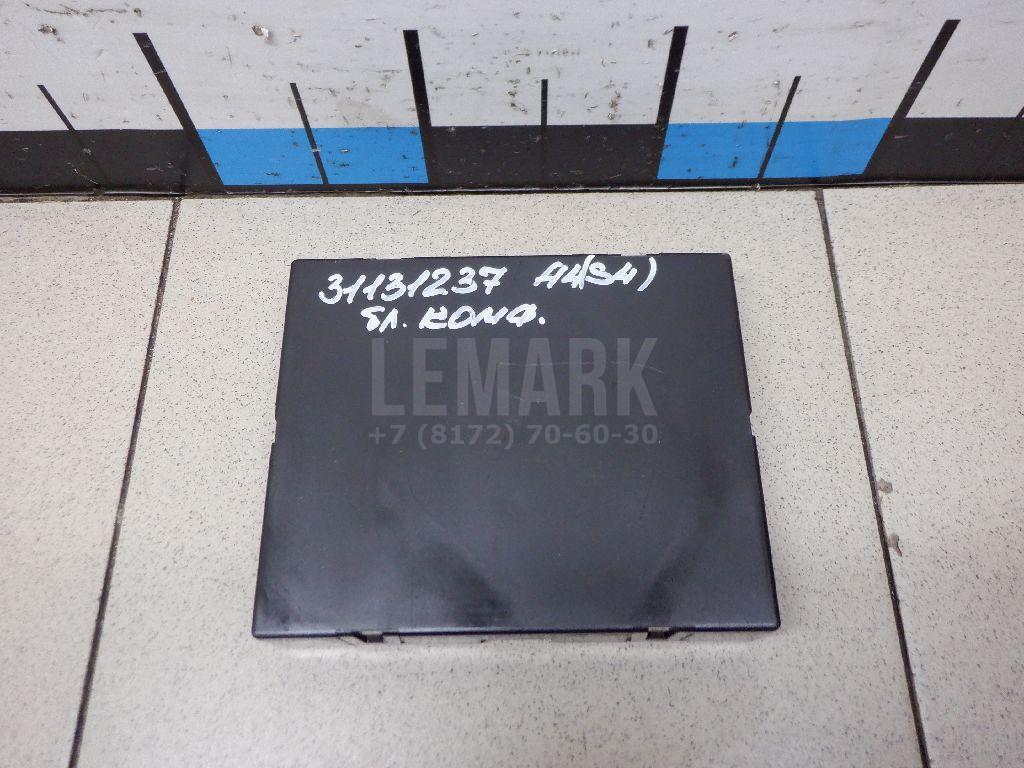 31131237 A4(S4)
бл. комф.
LEMARK
+7 (8172) 70-60-30